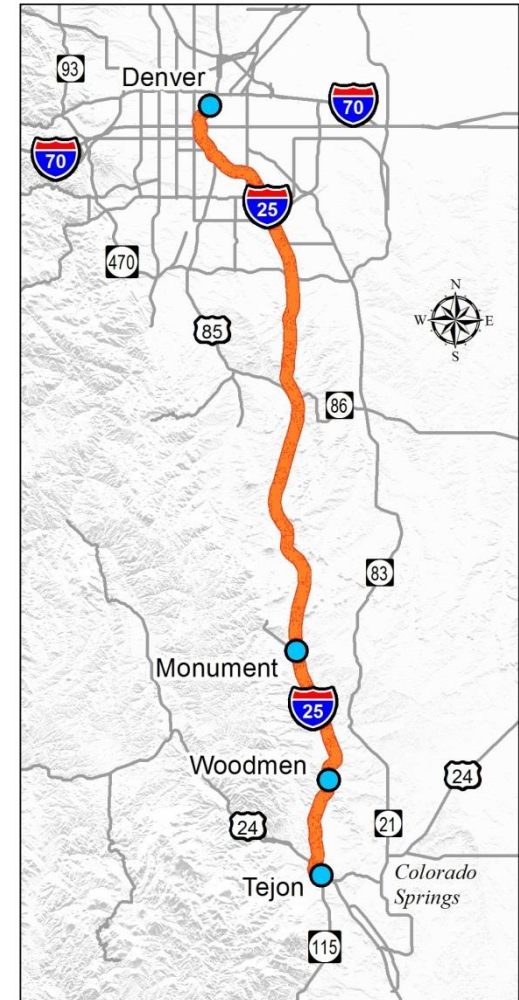 93
Denver
70
70
25
470
N
W E
S
85
86
83
Monument
25
Woodmen
24
24
21
Colorado
Springs
Tejon
115